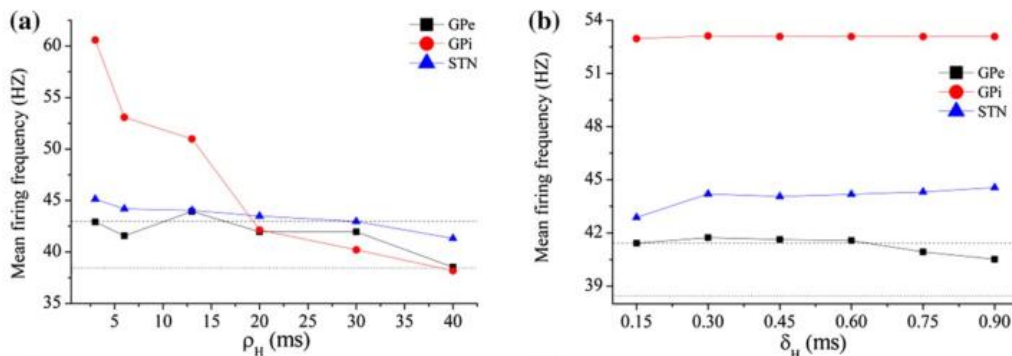 (a)
GPe
GPi
STN
Mean firing frequency (HZ)
60
55
50
45
40
35
5 10 15 20 25 30 35 40
ρH (ms)
(b)
GPe
GPi
STN
Mean firing frequency (HZ)
54
51
48
45
42
39
0.15 0.30 0.45 0.60 0.75 0.90
δH (ms)